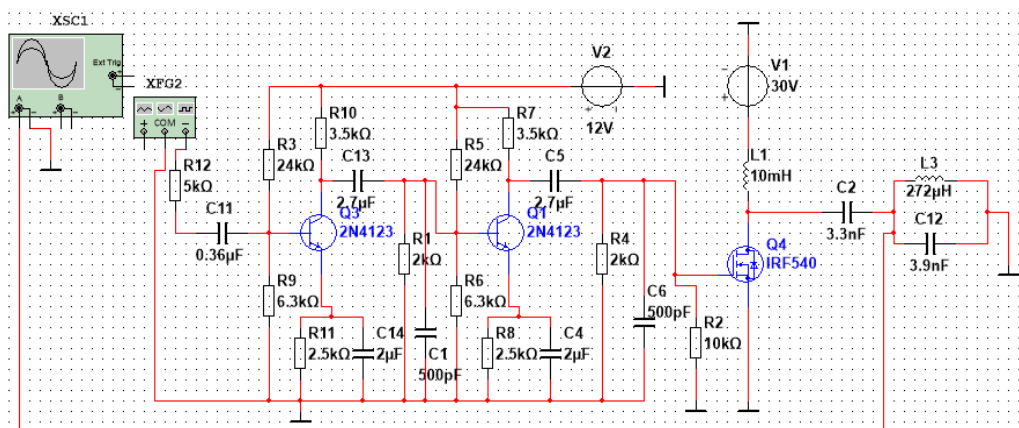 XSC1
Ext Trig
A
B
XFG2
COM
R12
5kΩ
C11
0.36µF
R3
24kΩ
R10
3.5kΩ
C13
2.7µF
Q3
2N4123
R9
6.3kΩ
R11
2.5kΩ
C14
2µF
R1
2kΩ
C1
500pF
R5
24kΩ
R7
3.5kΩ
C5
2.7µF
Q1
2N4123
R6
6.3kΩ
R8
2.5kΩ
C4
2µF
R4
2kΩ
C6
500pF
R2
10kΩ
V2
12V
V1
30V
L1
10mH
Q4
IRF540
C2
3.3nF
L3
272µH
C12
3.9nF